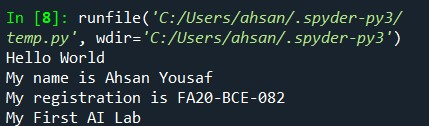 In [8]: runfile('C:/Users/ahsan/.spyder-py3/
temp.py', wdir='C:/Users/ahsan/.spyder-py3')
Hello World
My name is Ahsan Yousaf
My registration is FA20-BCE-082
My First AI Lab